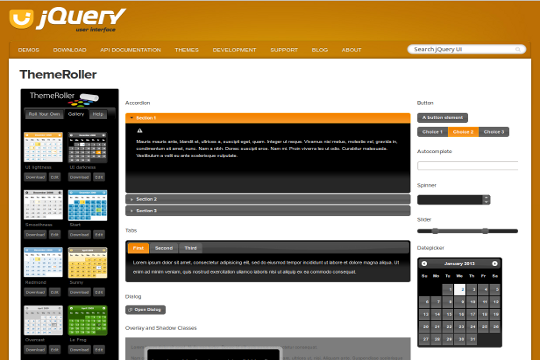 jQuery
user interface
DEMOS DOWNLOAD API DOCUMENTATION THEMES DEVELOPMENT SUPPORT BLOG ABOUT
Search jQuery UI
ThemeRoller
ThemeRoller
Roll Your Own Gallery Help
UI lightness UI darkness
Download Edit Download Edit
Smoothness Start
Download Edit Download Edit
Redmond Sunny
Download Edit Download Edit
Overcast Le Frog
Download Edit Download Edit
Accordion
Section 1
Mauris mauris ante, blandit et, ultrices a, suscipit eget, quam. Integer ut neque. Vivamus nisi metus, molestie vel, gravida in,
condimentum sit amet, nunc. Nam a nibh. Donec suscipit eros. Nam mi. Proin viverra leo ut odio. Curabitur malesuada.
Vestibulum a velit eu ante scelerisque vulputate.
Section 2
Section 3
Tabs
First Second Third
Lorem ipsum dolor sit amet, consectetur adipisicing elit, sed do eiusmod tempor incididunt ut labore et dolore magna aliqua. Ut
enim ad minim veniam, quis nostrud exercitation ullamco laboris nisi ut aliquip ex ea commodo consequat.
Dialog
Open Dialog
Overlay and Shadow Classes
Button
A button element
Choice 1 Choice 2 Choice 3
Autocomplete
Spinner
Slider
Datepicker
January 2013
Su Mo Tu We Th Fr Sa
1 2 3 4 5
6 7 8 9 10 11 12
13 14 15 16 17 18 19
20 21 22 23 24 25 26
27 28 29 30 31